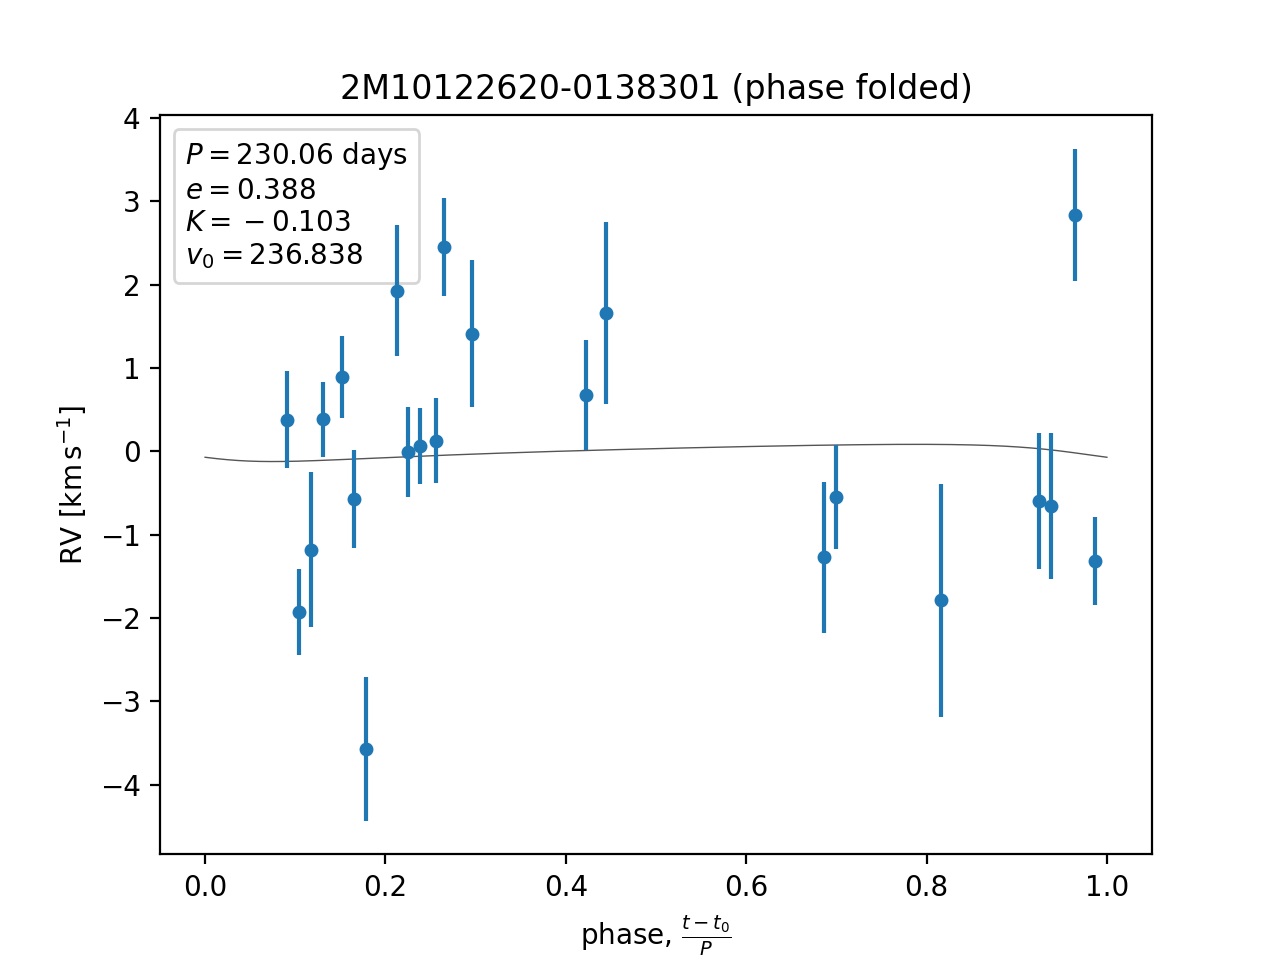 2M10122620-0138301 (phase folded)
P = 230.06 days
e = 0.388
K = −0.103
v₀ = 236.838
4
3
2
1
0
−1
−2
−3
−4
RV [km s⁻¹]
0.0 0.2 0.4 0.6 0.8 1.0
phase, (t − t₀)/P